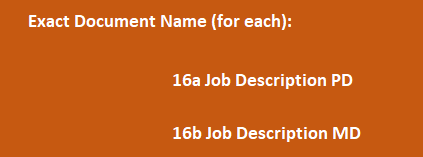 Exact Document Name (for each):
16a Job Description PD
16b Job Description MD